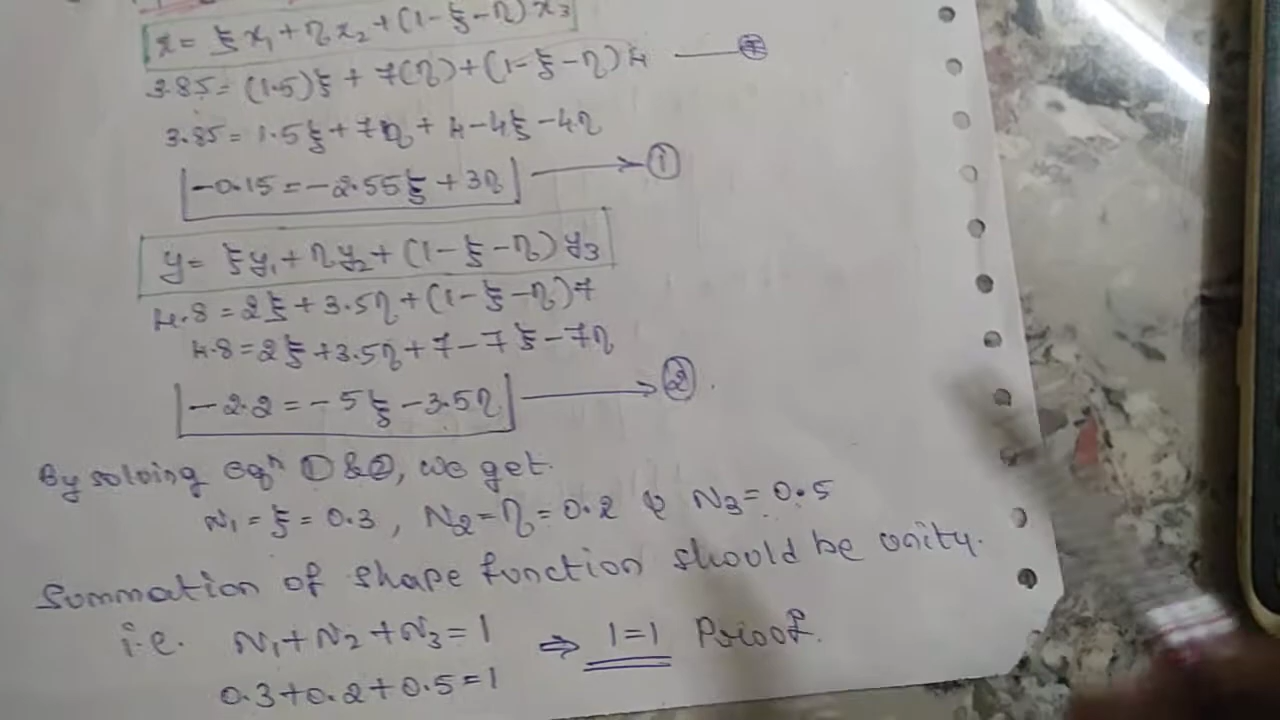 x = ξx₁ + ηx₂ + (1-ξ-η)x₃
3.85 = (1.5)ξ + 7(η) + (1-ξ-η)4
3.85 = 1.5ξ + 7η + 4-4ξ-4η
-0.15 = -2.55ξ + 3η → ①
y = ξy₁ + ηy₂ + (1-ξ-η)y₃
4.8 = 2ξ + 3.5η + (1-ξ-η)7
4.8 = 2ξ + 3.5η + 7-7ξ-7η
-2.2 = -5ξ - 3.5η → ②.
By solving eqⁿ ① & ②, we get.
N₁ = ξ = 0.3, N₂ = η = 0.2 & N₃ = 0.5
Summation of shape function should be unity.
i.e. N₁ + N₂ + N₃ = 1 ⇒ 1=1 Proof.
0.3+0.2+0.5=1